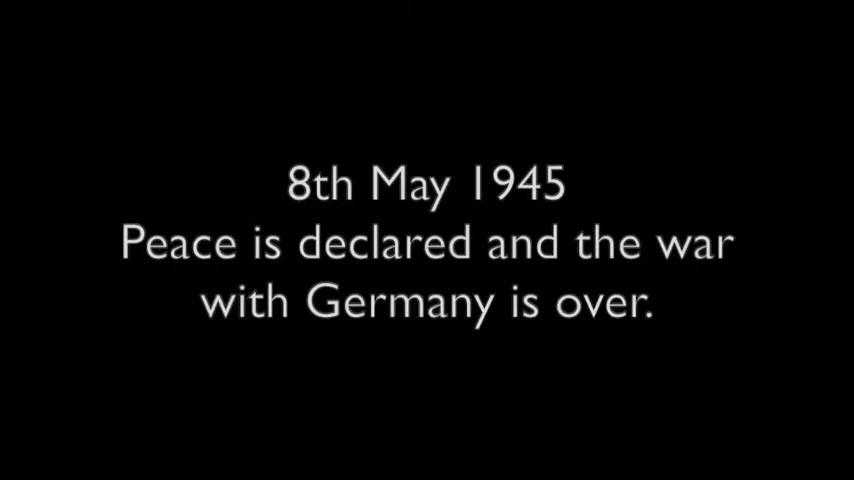 8th May 1945
Peace is declared and the war
with Germany is over.